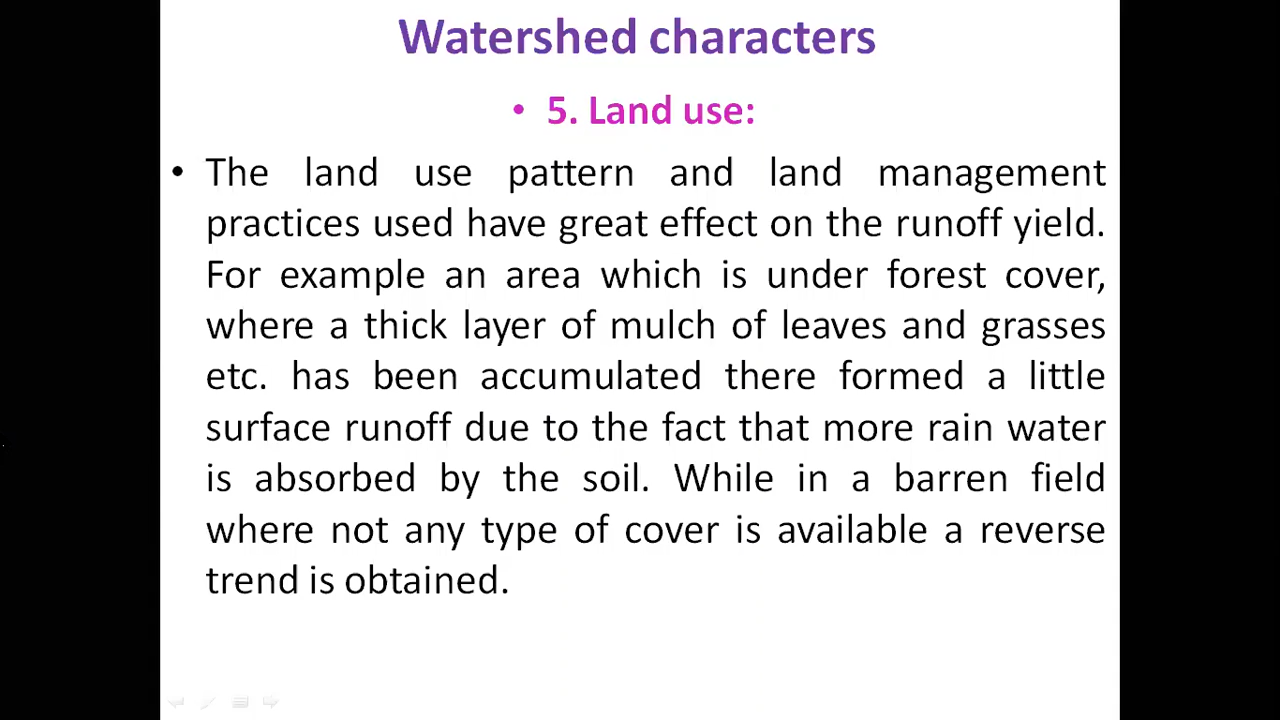 Watershed characters
• 5. Land use:
• The land use pattern and land management
practices used have great effect on the runoff yield.
For example an area which is under forest cover,
where a thick layer of mulch of leaves and grasses
etc. has been accumulated there formed a little
surface runoff due to the fact that more rain water
is absorbed by the soil. While in a barren field
where not any type of cover is available a reverse
trend is obtained.